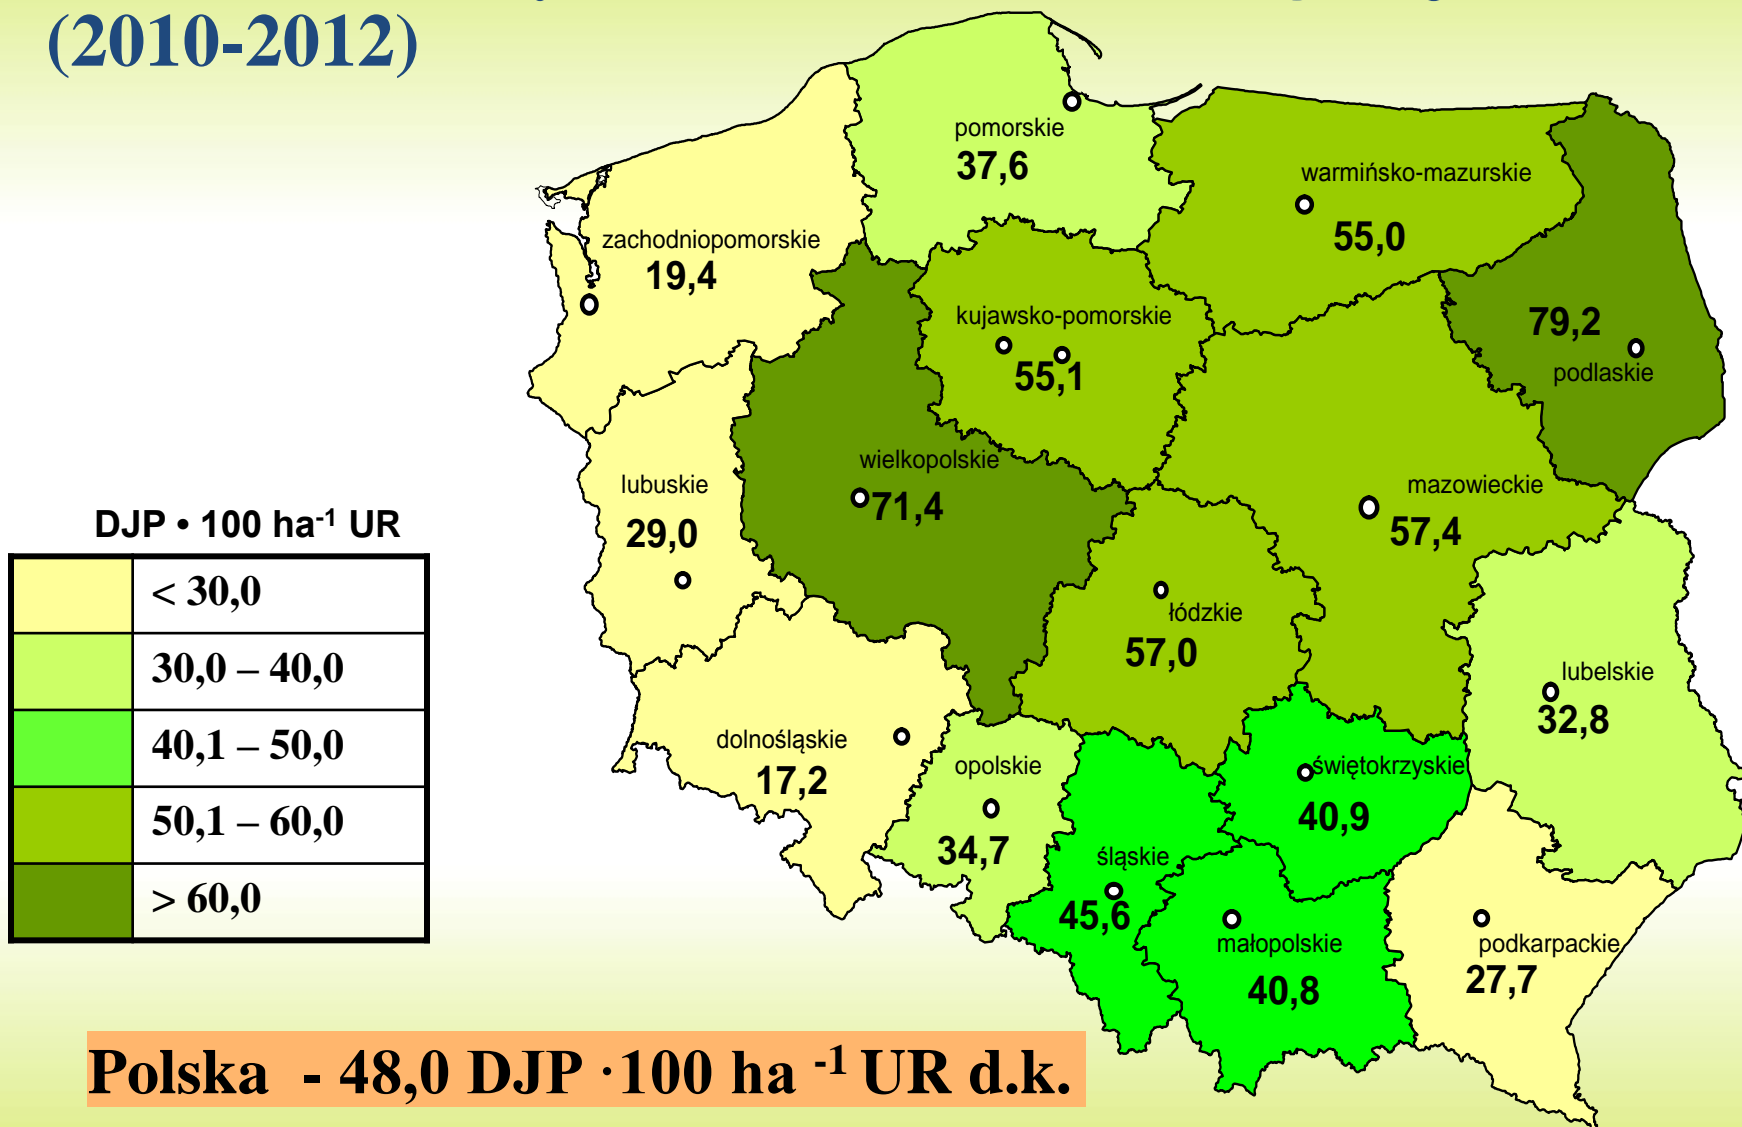 (2010-2012)
pomorskie
37,6
warmińsko-mazurskie
55,0
zachodniopomorskie
19,4
kujawsko-pomorskie
55,1
79,2
podlaskie
wielkopolskie
71,4
lubuskie
29,0
mazowieckie
57,4
DJP • 100 ha⁻¹ UR
< 30,0
30,0 – 40,0
40,1 – 50,0
50,1 – 60,0
> 60,0
łódzkie
57,0
lubelskie
32,8
dolnośląskie
17,2
opolskie
34,7
świętokrzyskie
40,9
śląskie
45,6
małopolskie
40,8
podkarpackie
27,7
Polska - 48,0 DJP ·100 ha ⁻¹ UR d.k.